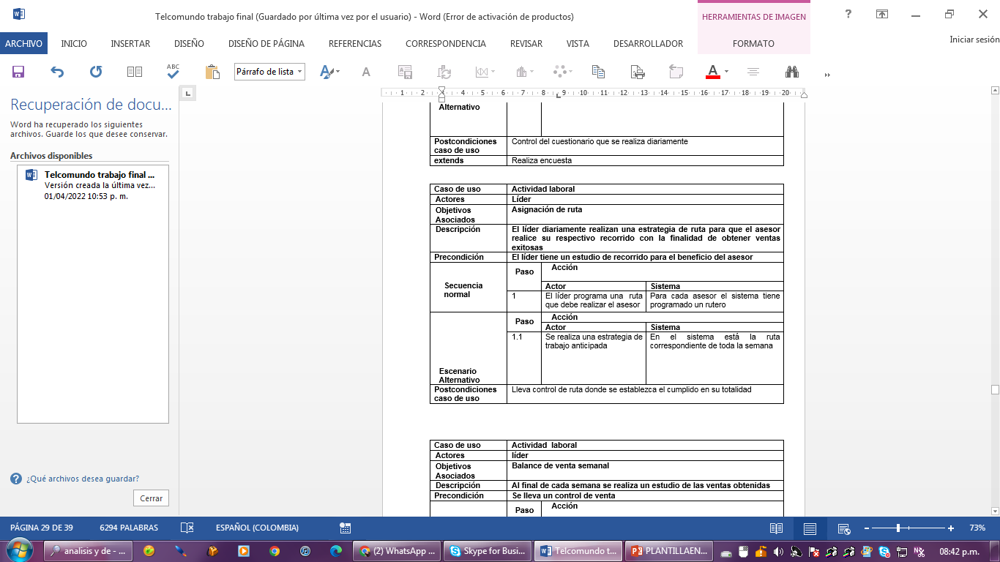 Telcomundo trabajo final (Guardado por última vez por el usuario) - Word (Error de activación de productos)
HERRAMIENTAS DE IMAGEN
?
ARCHIVO INICIO INSERTAR DISEÑO DISEÑO DE PÁGINA REFERENCIAS CORRESPONDENCIA REVISAR VISTA DESARROLLADOR FORMATO
Iniciar sesión
ABC
Párrafo de lista
Recuperación de docu...
Word ha recuperado los siguientes
archivos. Guarde los que desee conservar.
Archivos disponibles
Telcomundo trabajo final ...
Versión creada la última vez...
01/04/2022 10:53 p. m.
¿Qué archivos desea guardar?
Cerrar
1 2 3 4 5 6 7 8 9 10 11 12 13 14 15 16 17 18 19 20
Alternativo
Postcondiciones
caso de uso
Control del cuestionario que se realiza diariamente
extends
Realiza encuesta
Caso de uso
Actividad laboral
Actores
Líder
Objetivos
Asociados
Asignación de ruta
Descripción
El líder diariamente realizan una estrategia de ruta para que el asesor
realice su respectivo recorrido con la finalidad de obtener ventas
exitosas
Precondición
El líder tiene un estudio de recorrido para el beneficio del asesor
Secuencia
normal
Paso
Acción
Actor
Sistema
1
El líder programa una ruta
que debe realizar el asesor
Para cada asesor el sistema tiene
programado un rutero
Escenario
Alternativo
Paso
Acción
Actor
Sistema
1.1
Se realiza una estrategia de
trabajo anticipada
En el sistema está la ruta
correspondiente de toda la semana
Postcondiciones
caso de uso
Lleva control de ruta donde se establezca el cumplido en su totalidad
Caso de uso
Actividad laboral
Actores
líder
Objetivos
Asociados
Balance de venta semanal
Descripción
Al final de cada semana se realiza un estudio de las ventas obtenidas
Precondición
Se lleva un control de venta
Paso
Acción
PÁGINA 29 DE 39 6294 PALABRAS ESPAÑOL (COLOMBIA) 73%
analisis y de - ... (2) WhatsApp ... Skype for Busi... Telcomundo t... PLANTILLAEN... 08:42 p.m.